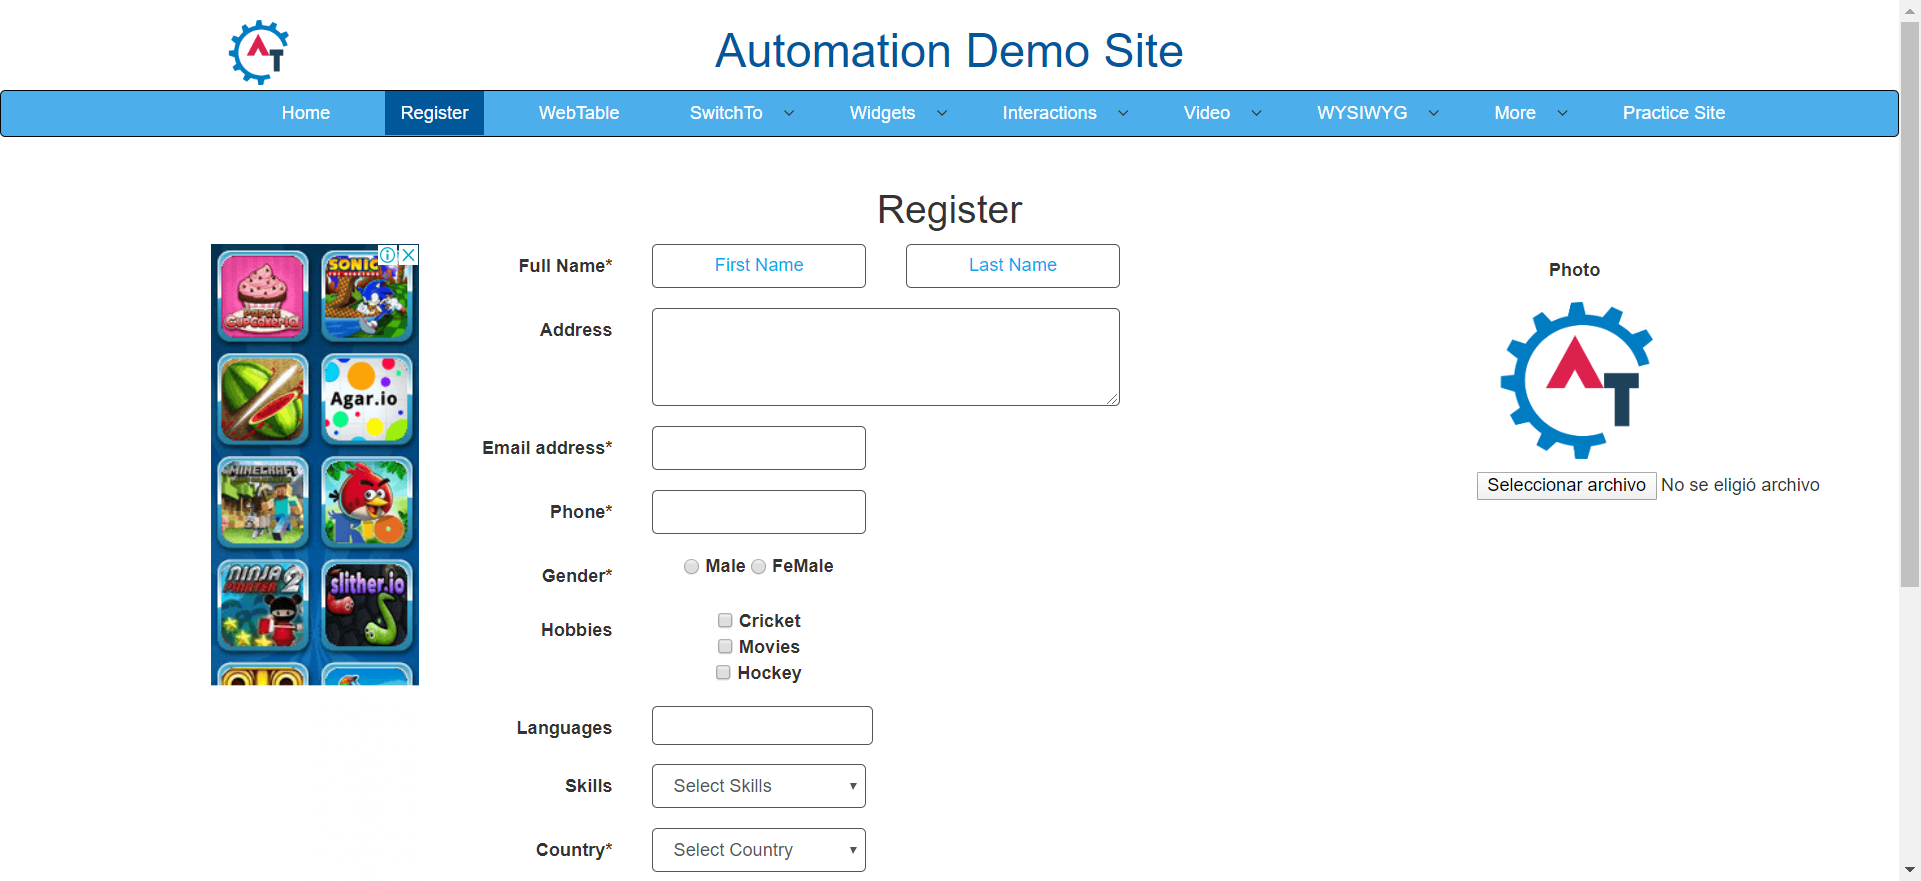 AT
Automation Demo Site
Home Register WebTable SwitchTo Widgets Interactions Video WYSIWYG More Practice Site
Register
PAPA'S
Cupcakeria!
SONIC
Agar.io
MINECRAFT
RIO
NINJA
PAINTER 2
slither.io
Full Name* First Name Last Name
Address
Email address*
Phone*
Gender* Male FeMale
Hobbies Cricket
Movies
Hockey
Languages
Skills Select Skills
Country* Select Country
Photo
AT
Seleccionar archivo No se eligió archivo